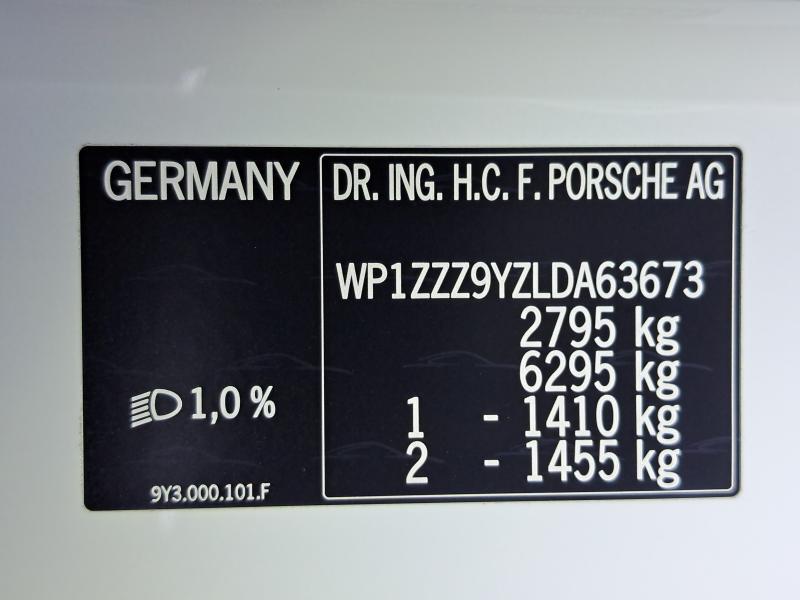 GERMANY
DR. ING. H.C. F. PORSCHE AG
WP1ZZZ9YZLDA63673
2795 kg
6295 kg
1 - 1410 kg
2 - 1455 kg
1,0 %
9Y3.000.101.F